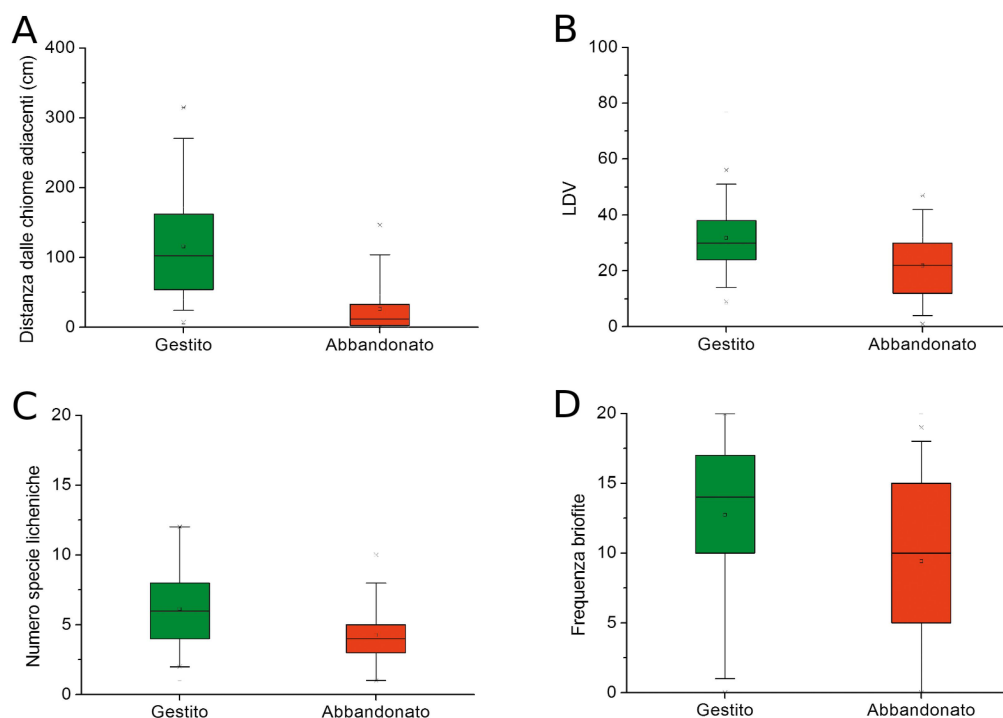 A
Distanza dalle chiome adiacenti (cm)
400
300
200
100
0
Gestito
Abbandonato
B
LDV
100
80
60
40
20
0
Gestito
Abbandonato
C
Numero specie licheniche
20
15
10
5
0
Gestito
Abbandonato
D
Frequenza briofite
20
15
10
5
0
Gestito
Abbandonato